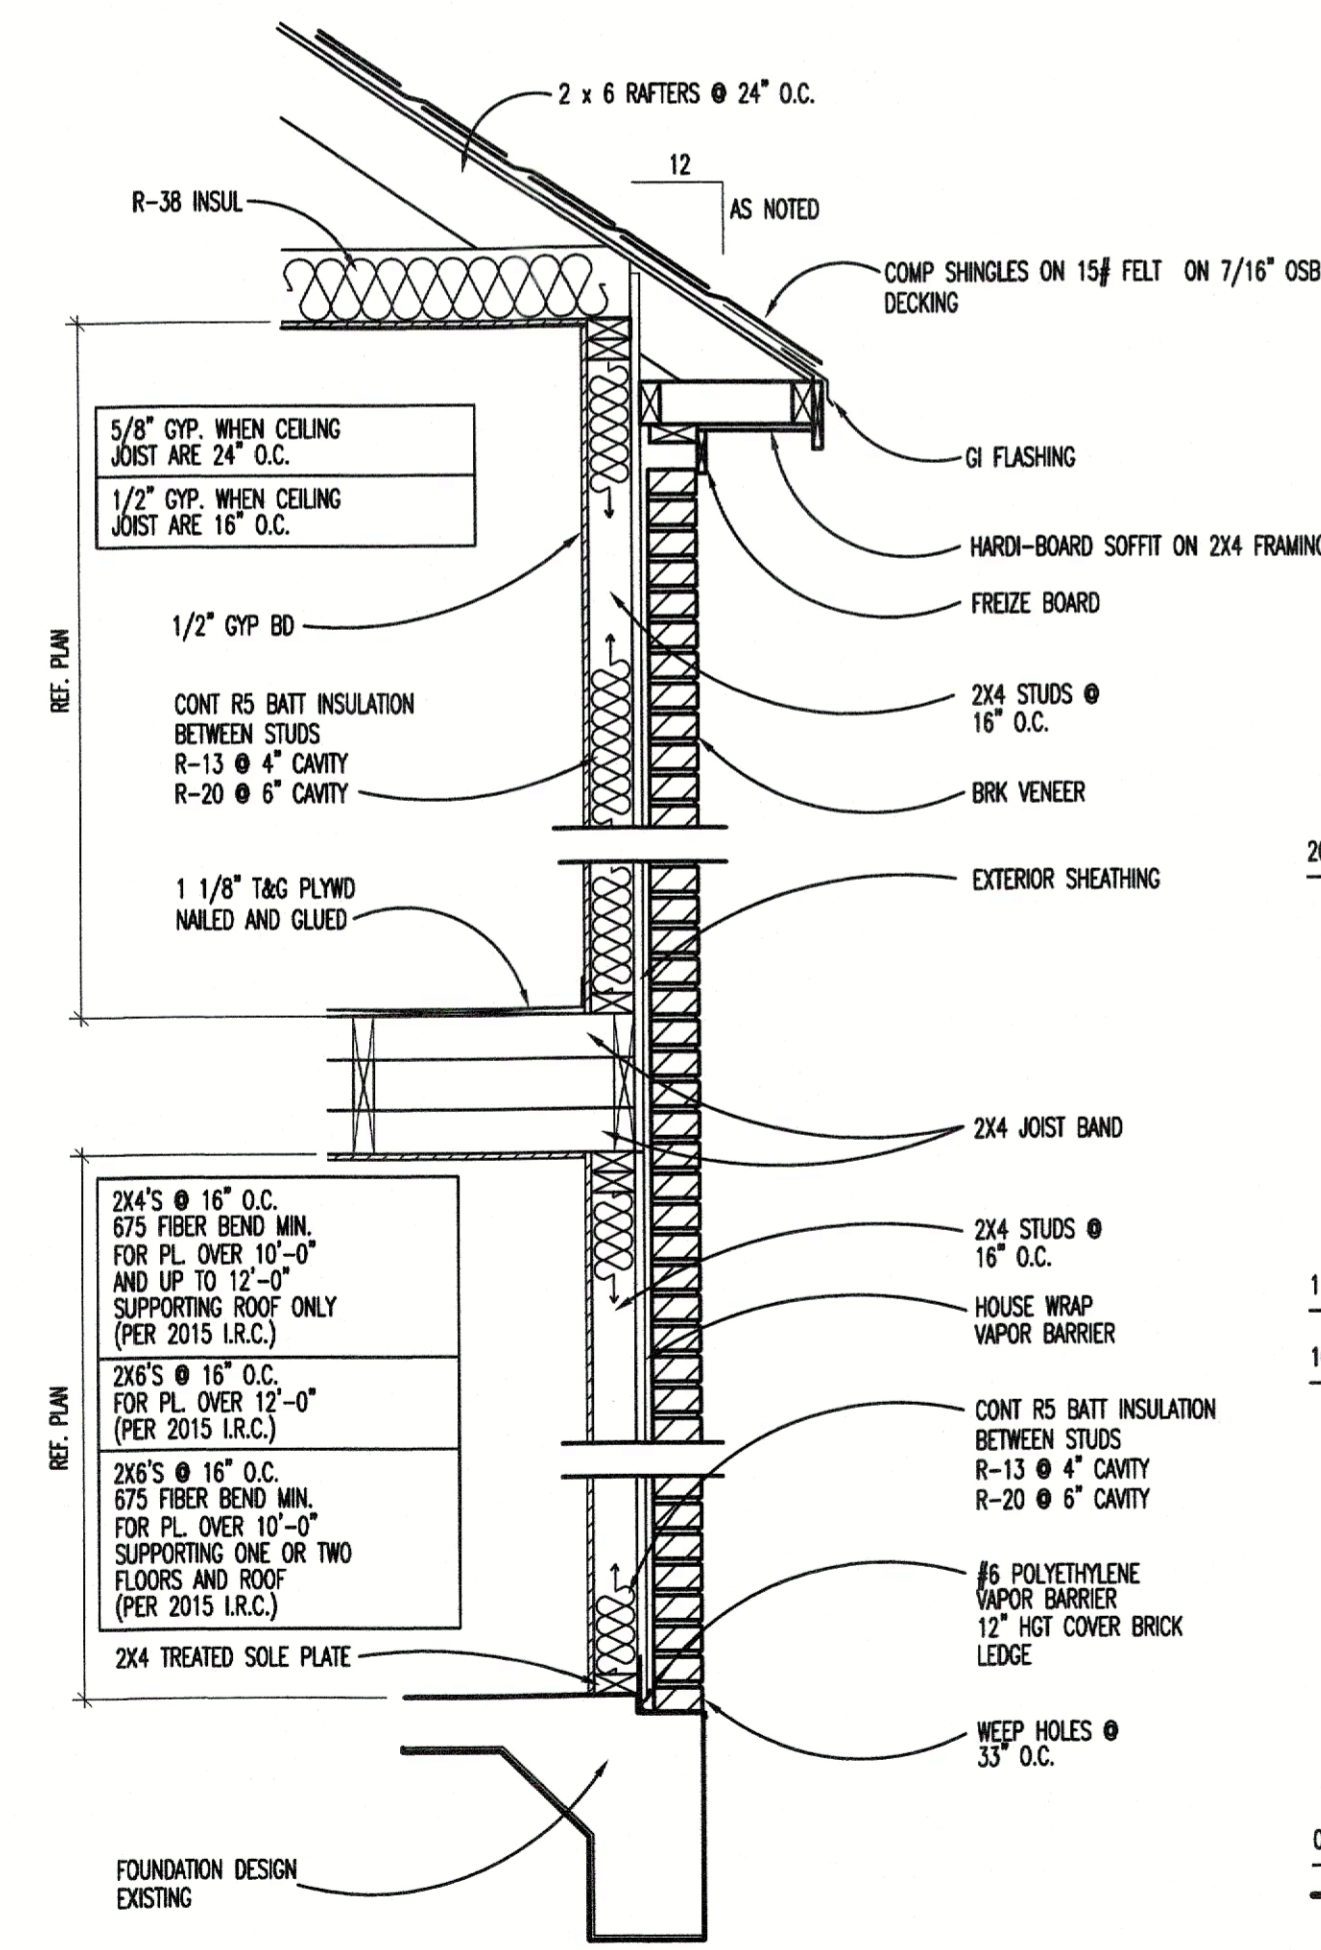 2 x 6 RAFTERS @ 24" O.C.
12
AS NOTED
R-38 INSUL
COMP SHINGLES ON 15# FELT ON 7/16" OSB
DECKING
5/8" GYP. WHEN CEILING
JOIST ARE 24" O.C.
1/2" GYP. WHEN CEILING
JOIST ARE 16" O.C.
GI FLASHING
HARDI-BOARD SOFFIT ON 2X4 FRAMING
FREIZE BOARD
1/2" GYP BD
REF. PLAN
CONT R5 BATT INSULATION
BETWEEN STUDS
R-13 @ 4" CAVITY
R-20 @ 6" CAVITY
2X4 STUDS @
16" O.C.
BRK VENEER
EXTERIOR SHEATHING
1 1/8" T&G PLYWD
NAILED AND GLUED
2X4 JOIST BAND
2X4'S @ 16" O.C.
675 FIBER BEND MIN.
FOR PL. OVER 10'-0"
AND UP TO 12'-0"
SUPPORTING ROOF ONLY
(PER 2015 I.R.C.)
2X6'S @ 16" O.C.
FOR PL. OVER 12'-0"
(PER 2015 I.R.C.)
2X6'S @ 16" O.C.
675 FIBER BEND MIN.
FOR PL. OVER 10'-0"
SUPPORTING ONE OR TWO
FLOORS AND ROOF
(PER 2015 I.R.C.)
REF. PLAN
2X4 STUDS @
16" O.C.
HOUSE WRAP
VAPOR BARRIER
CONT R5 BATT INSULATION
BETWEEN STUDS
R-13 @ 4" CAVITY
R-20 @ 6" CAVITY
#6 POLYETHYLENE
VAPOR BARRIER
12" HGT COVER BRICK
LEDGE
2X4 TREATED SOLE PLATE
WEEP HOLES @
33" O.C.
FOUNDATION DESIGN
EXISTING